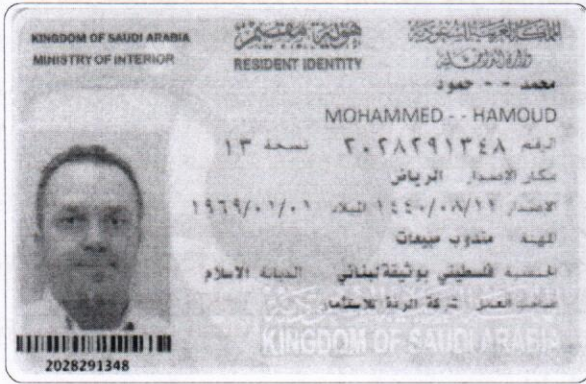 KINGDOM OF SAUDI ARABIA
MINISTRY OF INTERIOR
هوية مقيم
RESIDENT IDENTITY
المملكة العربية السعودية
وزارة الداخلية
محمد - - حمود
MOHAMMED - - HAMOUD
الرقم ٢٠٢٨٢٩١٣٤٨ نسخة ١٣
مكان الاصدار الرياض
الاصدار ١٤٤٠/٠٨/١٢ الميلاد ١٩٦٩/٠١/٠١
المهنة مندوب مبيعات
الجنسية فلسطيني بوثيقة لبناني الديانة الاسلام
صاحب العمل شركة للاستثمار
KINGDOM OF SAUDI ARABIA
2028291348